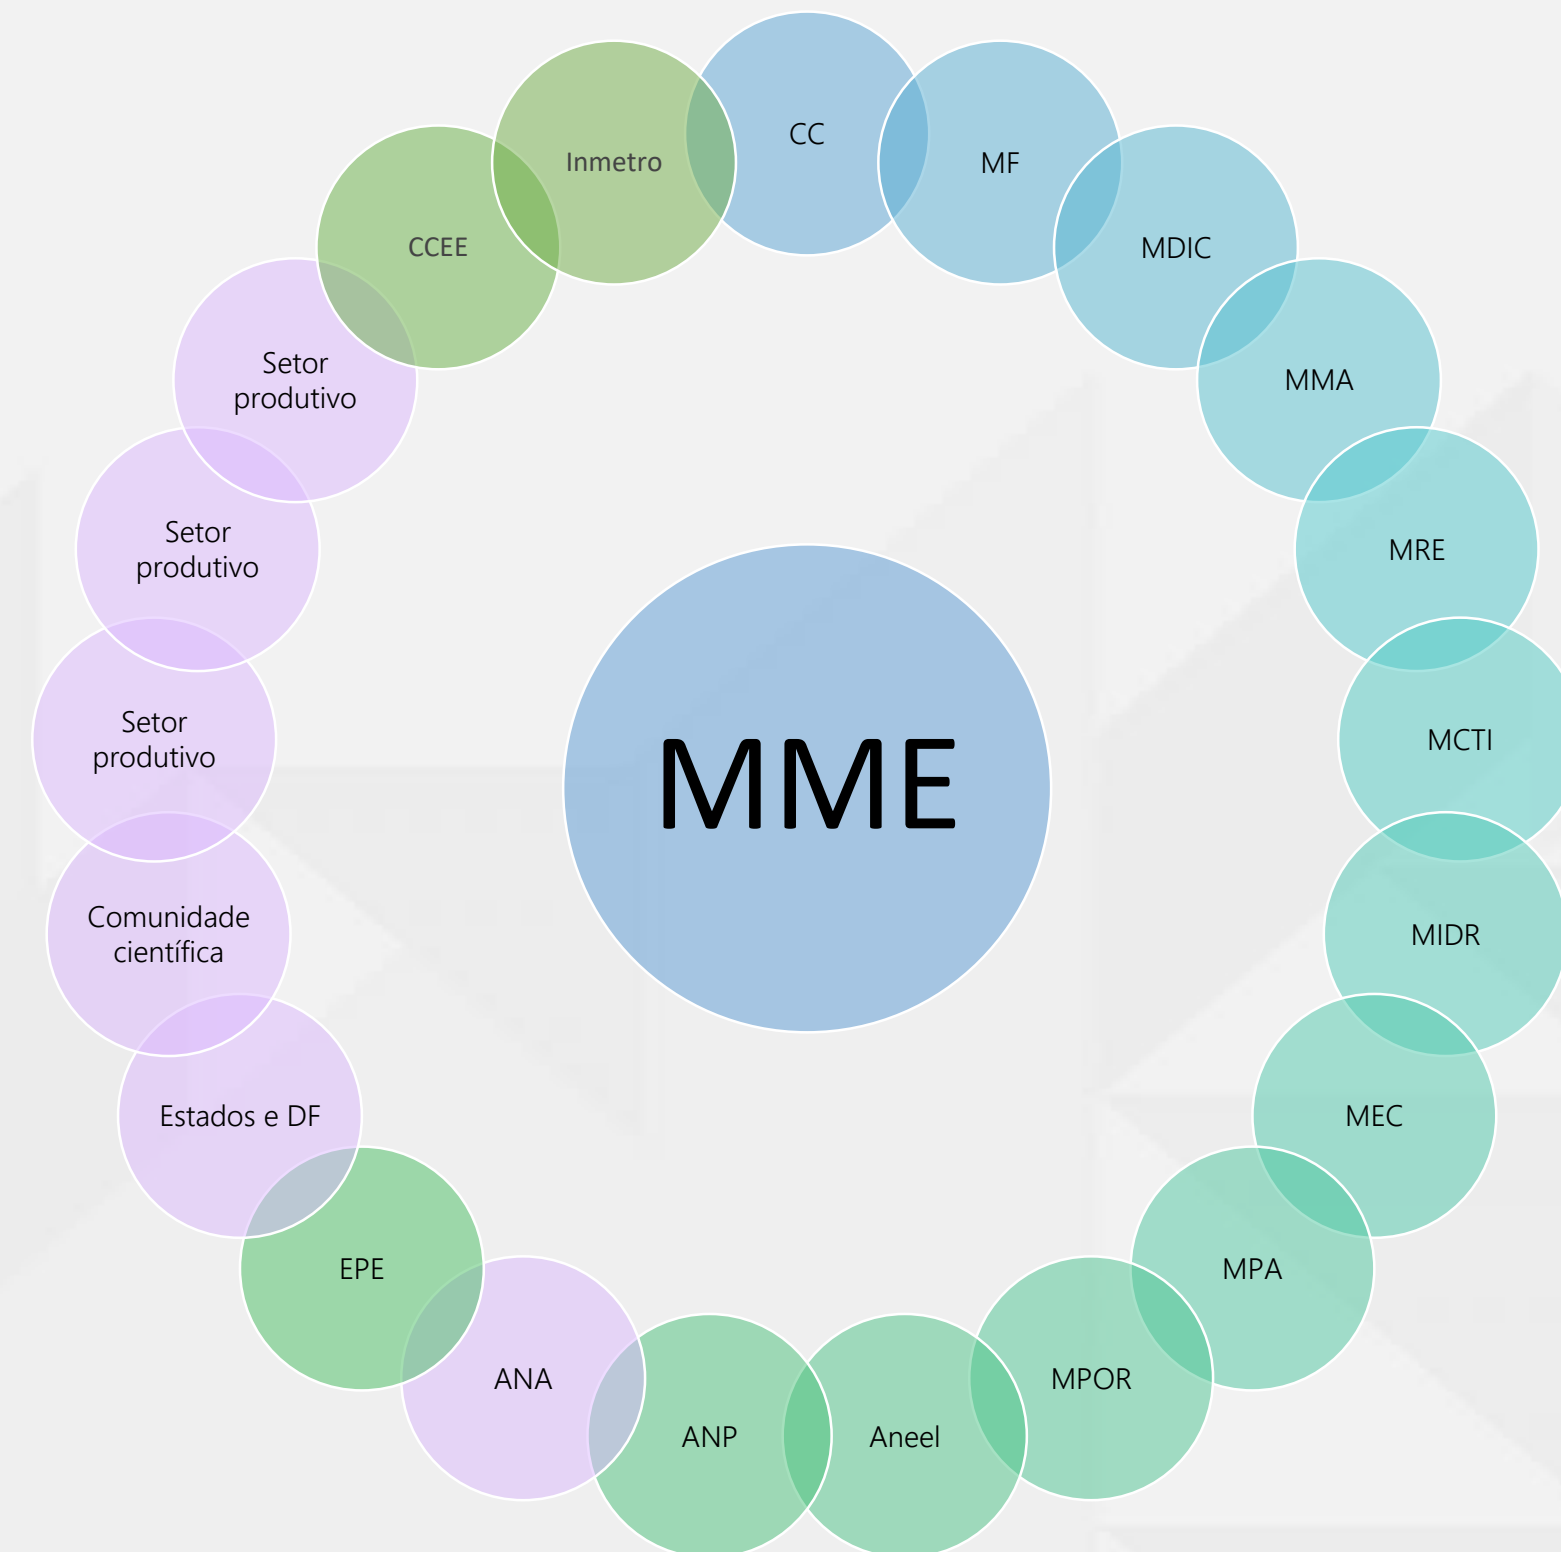 CC
MF
MDIC
MMA
MRE
MCTI
MIDR
MEC
MPA
MPOR
Aneel
ANP
ANA
EPE
Estados e DF
Comunidade
científica
Setor
produtivo
Setor
produtivo
Setor
produtivo
CCEE
Inmetro
MME